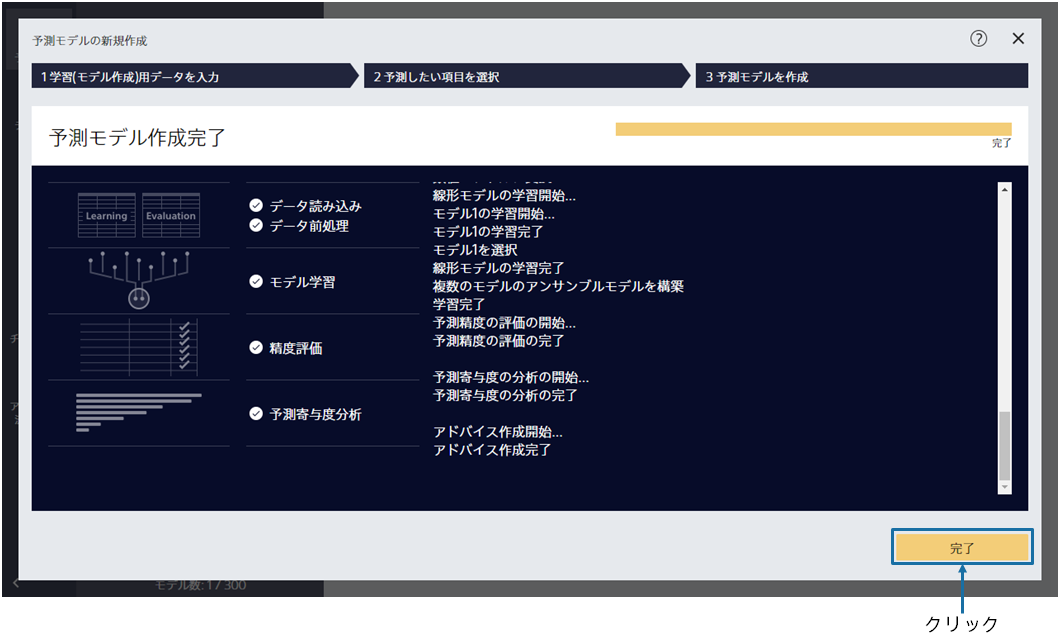 予測モデルの新規作成
?
1 学習(モデル作成)用データを入力
2 予測したい項目を選択
3 予測モデルを作成
予測モデル作成完了
完了
Learning
Evaluation
データ読み込み
データ前処理
モデル学習
精度評価
予測寄与度分析
線形モデルの学習開始...
モデル1の学習開始...
モデル1の学習完了
モデル1を選択
線形モデルの学習完了
複数のモデルのアンサンブルモデルを構築
学習完了
予測精度の評価の開始...
予測精度の評価の完了
予測寄与度の分析の開始...
予測寄与度の分析の完了
アドバイス作成開始...
アドバイス作成完了
完了
モデル数: 1 / 300
クリック